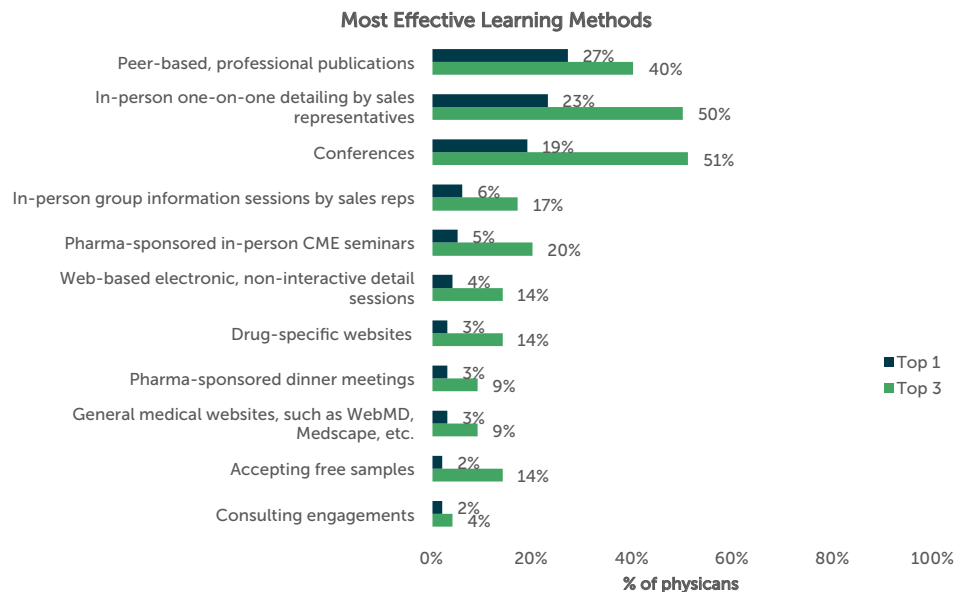 Most Effective Learning Methods
Peer-based, professional publications
27%
40%
In-person one-on-one detailing by sales
representatives
23%
50%
Conferences
19%
51%
In-person group information sessions by sales reps
6%
17%
Pharma-sponsored in-person CME seminars
5%
20%
Web-based electronic, non-interactive detail
sessions
4%
14%
Drug-specific websites
3%
14%
Pharma-sponsored dinner meetings
3%
9%
General medical websites, such as WebMD,
Medscape, etc.
3%
9%
Accepting free samples
2%
14%
Consulting engagements
2%
4%
Top 1
Top 3
0% 20% 40% 60% 80% 100%
% of physicans